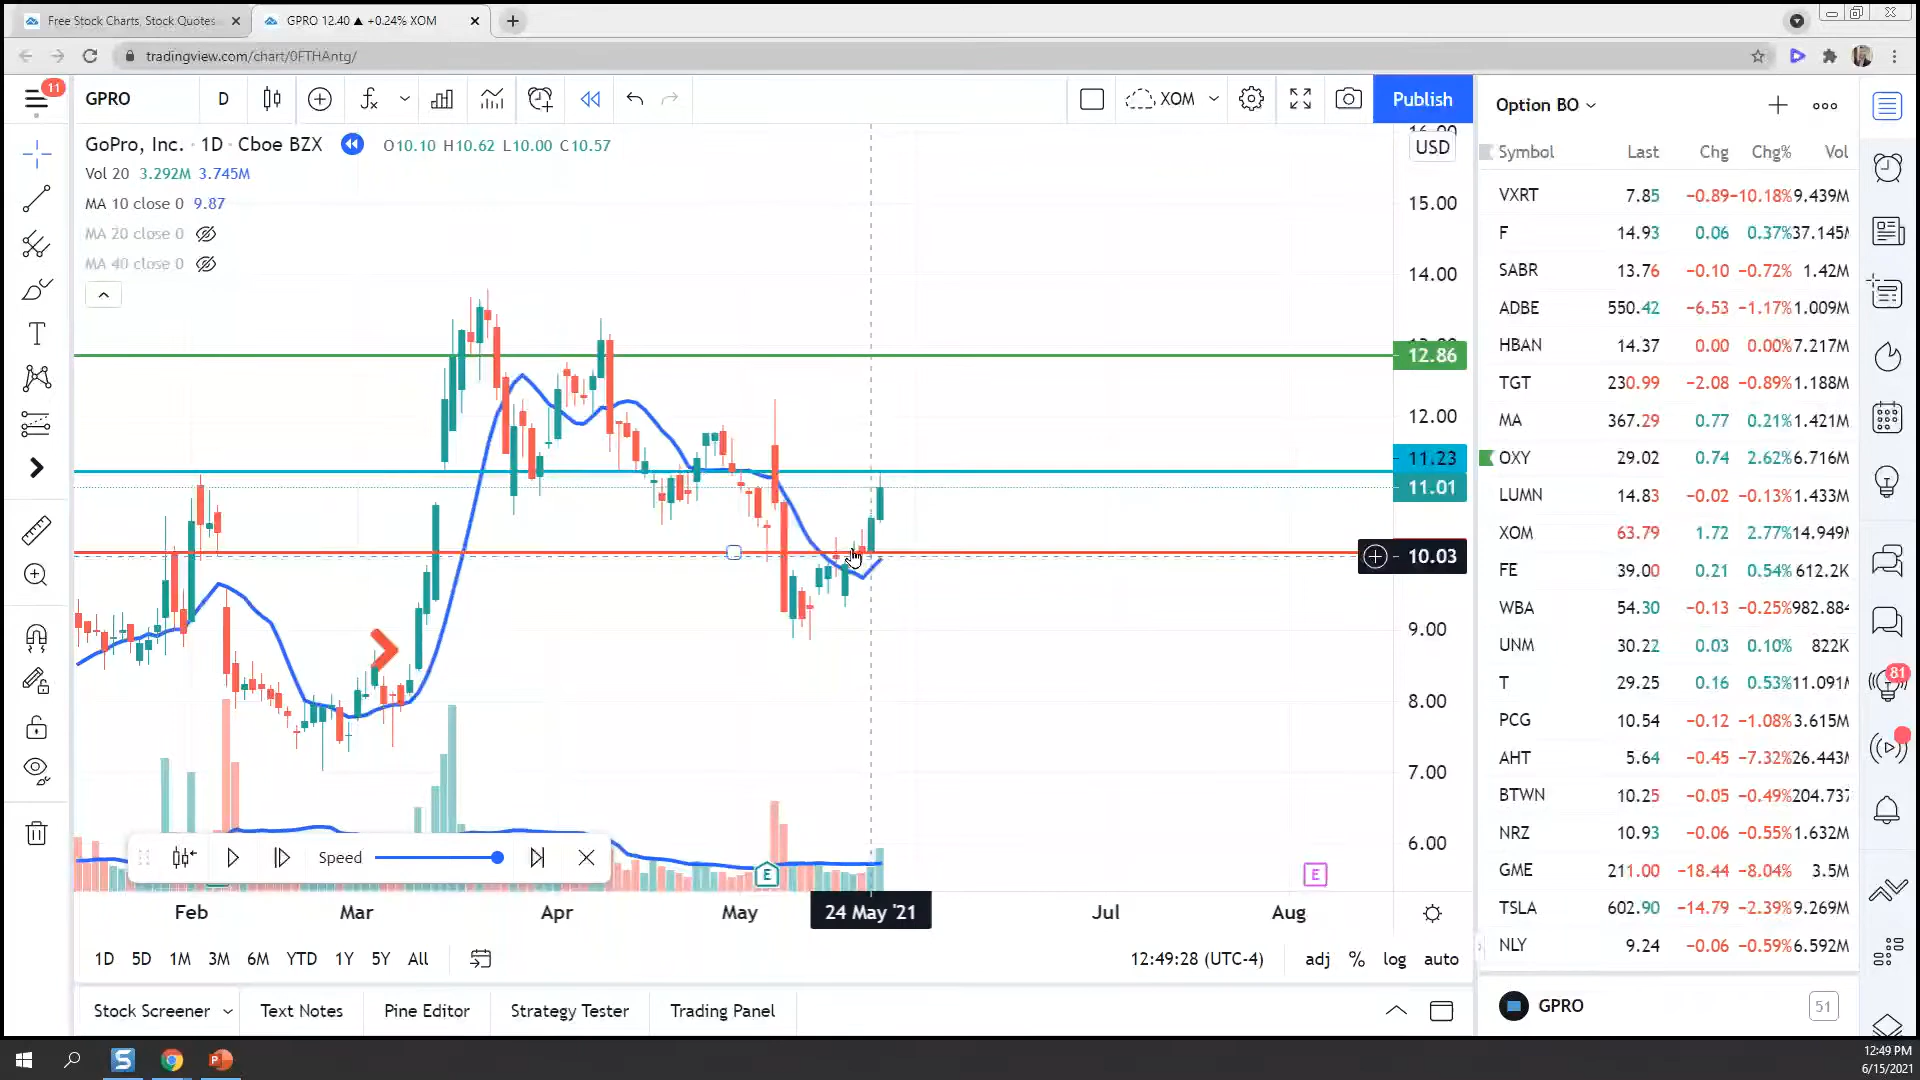 Free Stock Charts, Stock Quotes
GPRO 12.40 ▲ +0.24% XOM
tradingview.com/chart/0FTHAntg/
11
GPRO
D
XOM
Publish
Option BO
GoPro, Inc. · 1D · Cboe BZX
O10.10 H10.62 L10.00 C10.57
Vol 20 3.292M 3.745M
MA 10 close 0 9.87
MA 20 close 0
MA 40 close 0
USD
15.00
14.00
12.86
12.00
11.23
11.01
10.03
9.00
8.00
7.00
6.00
Symbol Last Chg Chg% Vol
VXRT 7.85 −0.89 −10.18% 9.439M
F 14.93 0.06 0.37% 37.145M
SABR 13.76 −0.10 −0.72% 1.42M
ADBE 550.42 −6.53 −1.17% 1.009M
HBAN 14.37 0.00 0.00% 7.217M
TGT 230.99 −2.08 −0.89% 1.188M
MA 367.29 0.77 0.21% 1.421M
OXY 29.02 0.74 2.62% 6.716M
LUMN 14.83 −0.02 −0.13% 1.433M
XOM 63.79 1.72 2.77% 14.949M
FE 39.00 0.21 0.54% 612.2K
WBA 54.30 −0.13 −0.25% 982.884
UNM 30.22 0.03 0.10% 822K
T 29.25 0.16 0.53% 11.091M
PCG 10.54 −0.12 −1.08% 3.615M
AHT 5.64 −0.45 −7.32% 26.443M
BTWN 10.25 −0.05 −0.49% 204.737
NRZ 10.93 −0.06 −0.55% 1.632M
GME 211.00 −18.44 −8.04% 3.5M
TSLA 602.90 −14.79 −2.39% 9.269M
NLY 9.24 −0.06 −0.59% 6.592M
81
Speed
E
E
Feb Mar Apr May 24 May '21 Jul Aug
1D 5D 1M 3M 6M YTD 1Y 5Y All
12:49:28 (UTC-4) adj % log auto
Stock Screener Text Notes Pine Editor Strategy Tester Trading Panel
GPRO 51
12:49 PM
6/15/2021